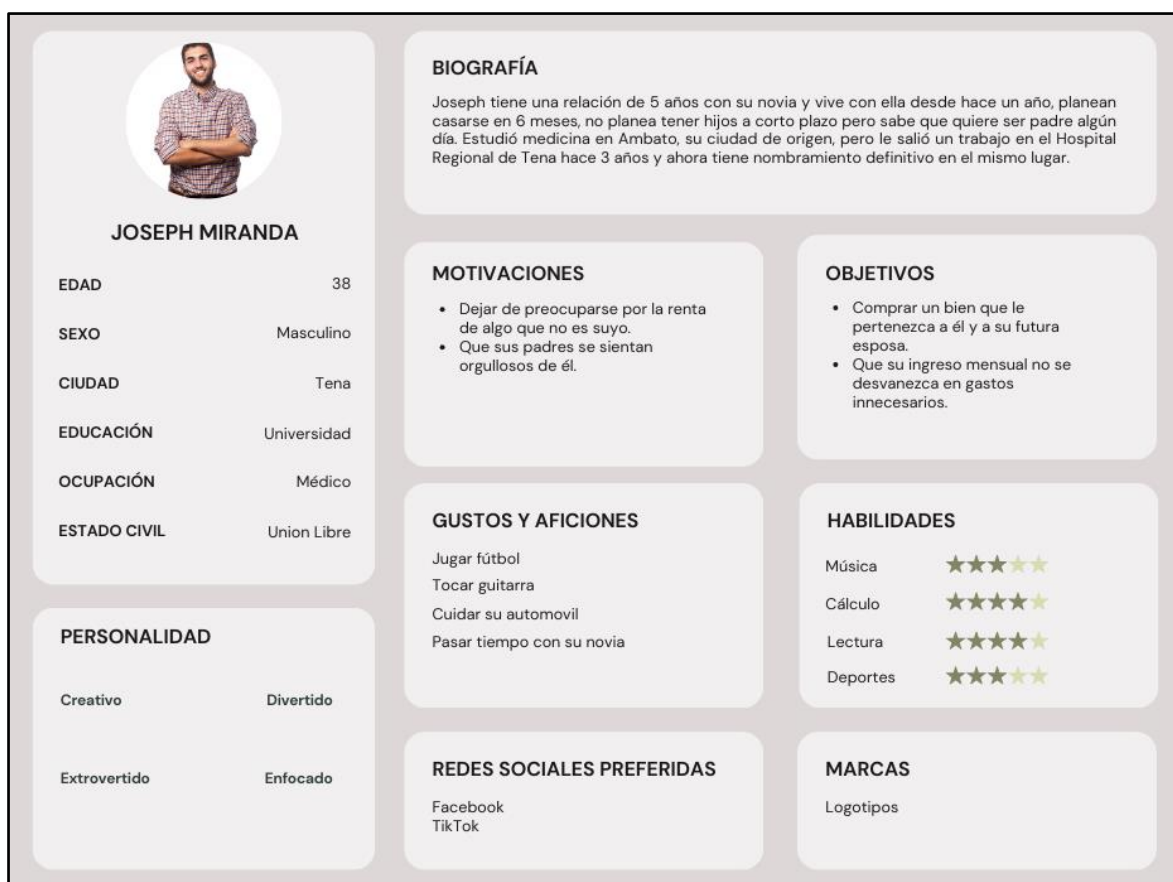 JOSEPH MIRANDA
EDAD 38
SEXO Masculino
CIUDAD Tena
EDUCACIÓN Universidad
OCUPACIÓN Médico
ESTADO CIVIL Union Libre
PERSONALIDAD
Creativo Divertido
Extrovertido Enfocado
BIOGRAFÍA
Joseph tiene una relación de 5 años con su novia y vive con ella desde hace un año, planean
casarse en 6 meses, no planea tener hijos a corto plazo pero sabe que quiere ser padre algún
día. Estudió medicina en Ambato, su ciudad de origen, pero le salió un trabajo en el Hospital
Regional de Tena hace 3 años y ahora tiene nombramiento definitivo en el mismo lugar.
MOTIVACIONES
• Dejar de preocuparse por la renta
de algo que no es suyo.
• Que sus padres se sientan
orgullosos de él.
OBJETIVOS
• Comprar un bien que le
pertenezca a él y a su futura
esposa.
• Que su ingreso mensual no se
desvanezca en gastos
innecesarios.
GUSTOS Y AFICIONES
Jugar fútbol
Tocar guitarra
Cuidar su automovil
Pasar tiempo con su novia
HABILIDADES
Música
Cálculo
Lectura
Deportes
REDES SOCIALES PREFERIDAS
Facebook
TikTok
MARCAS
Logotipos